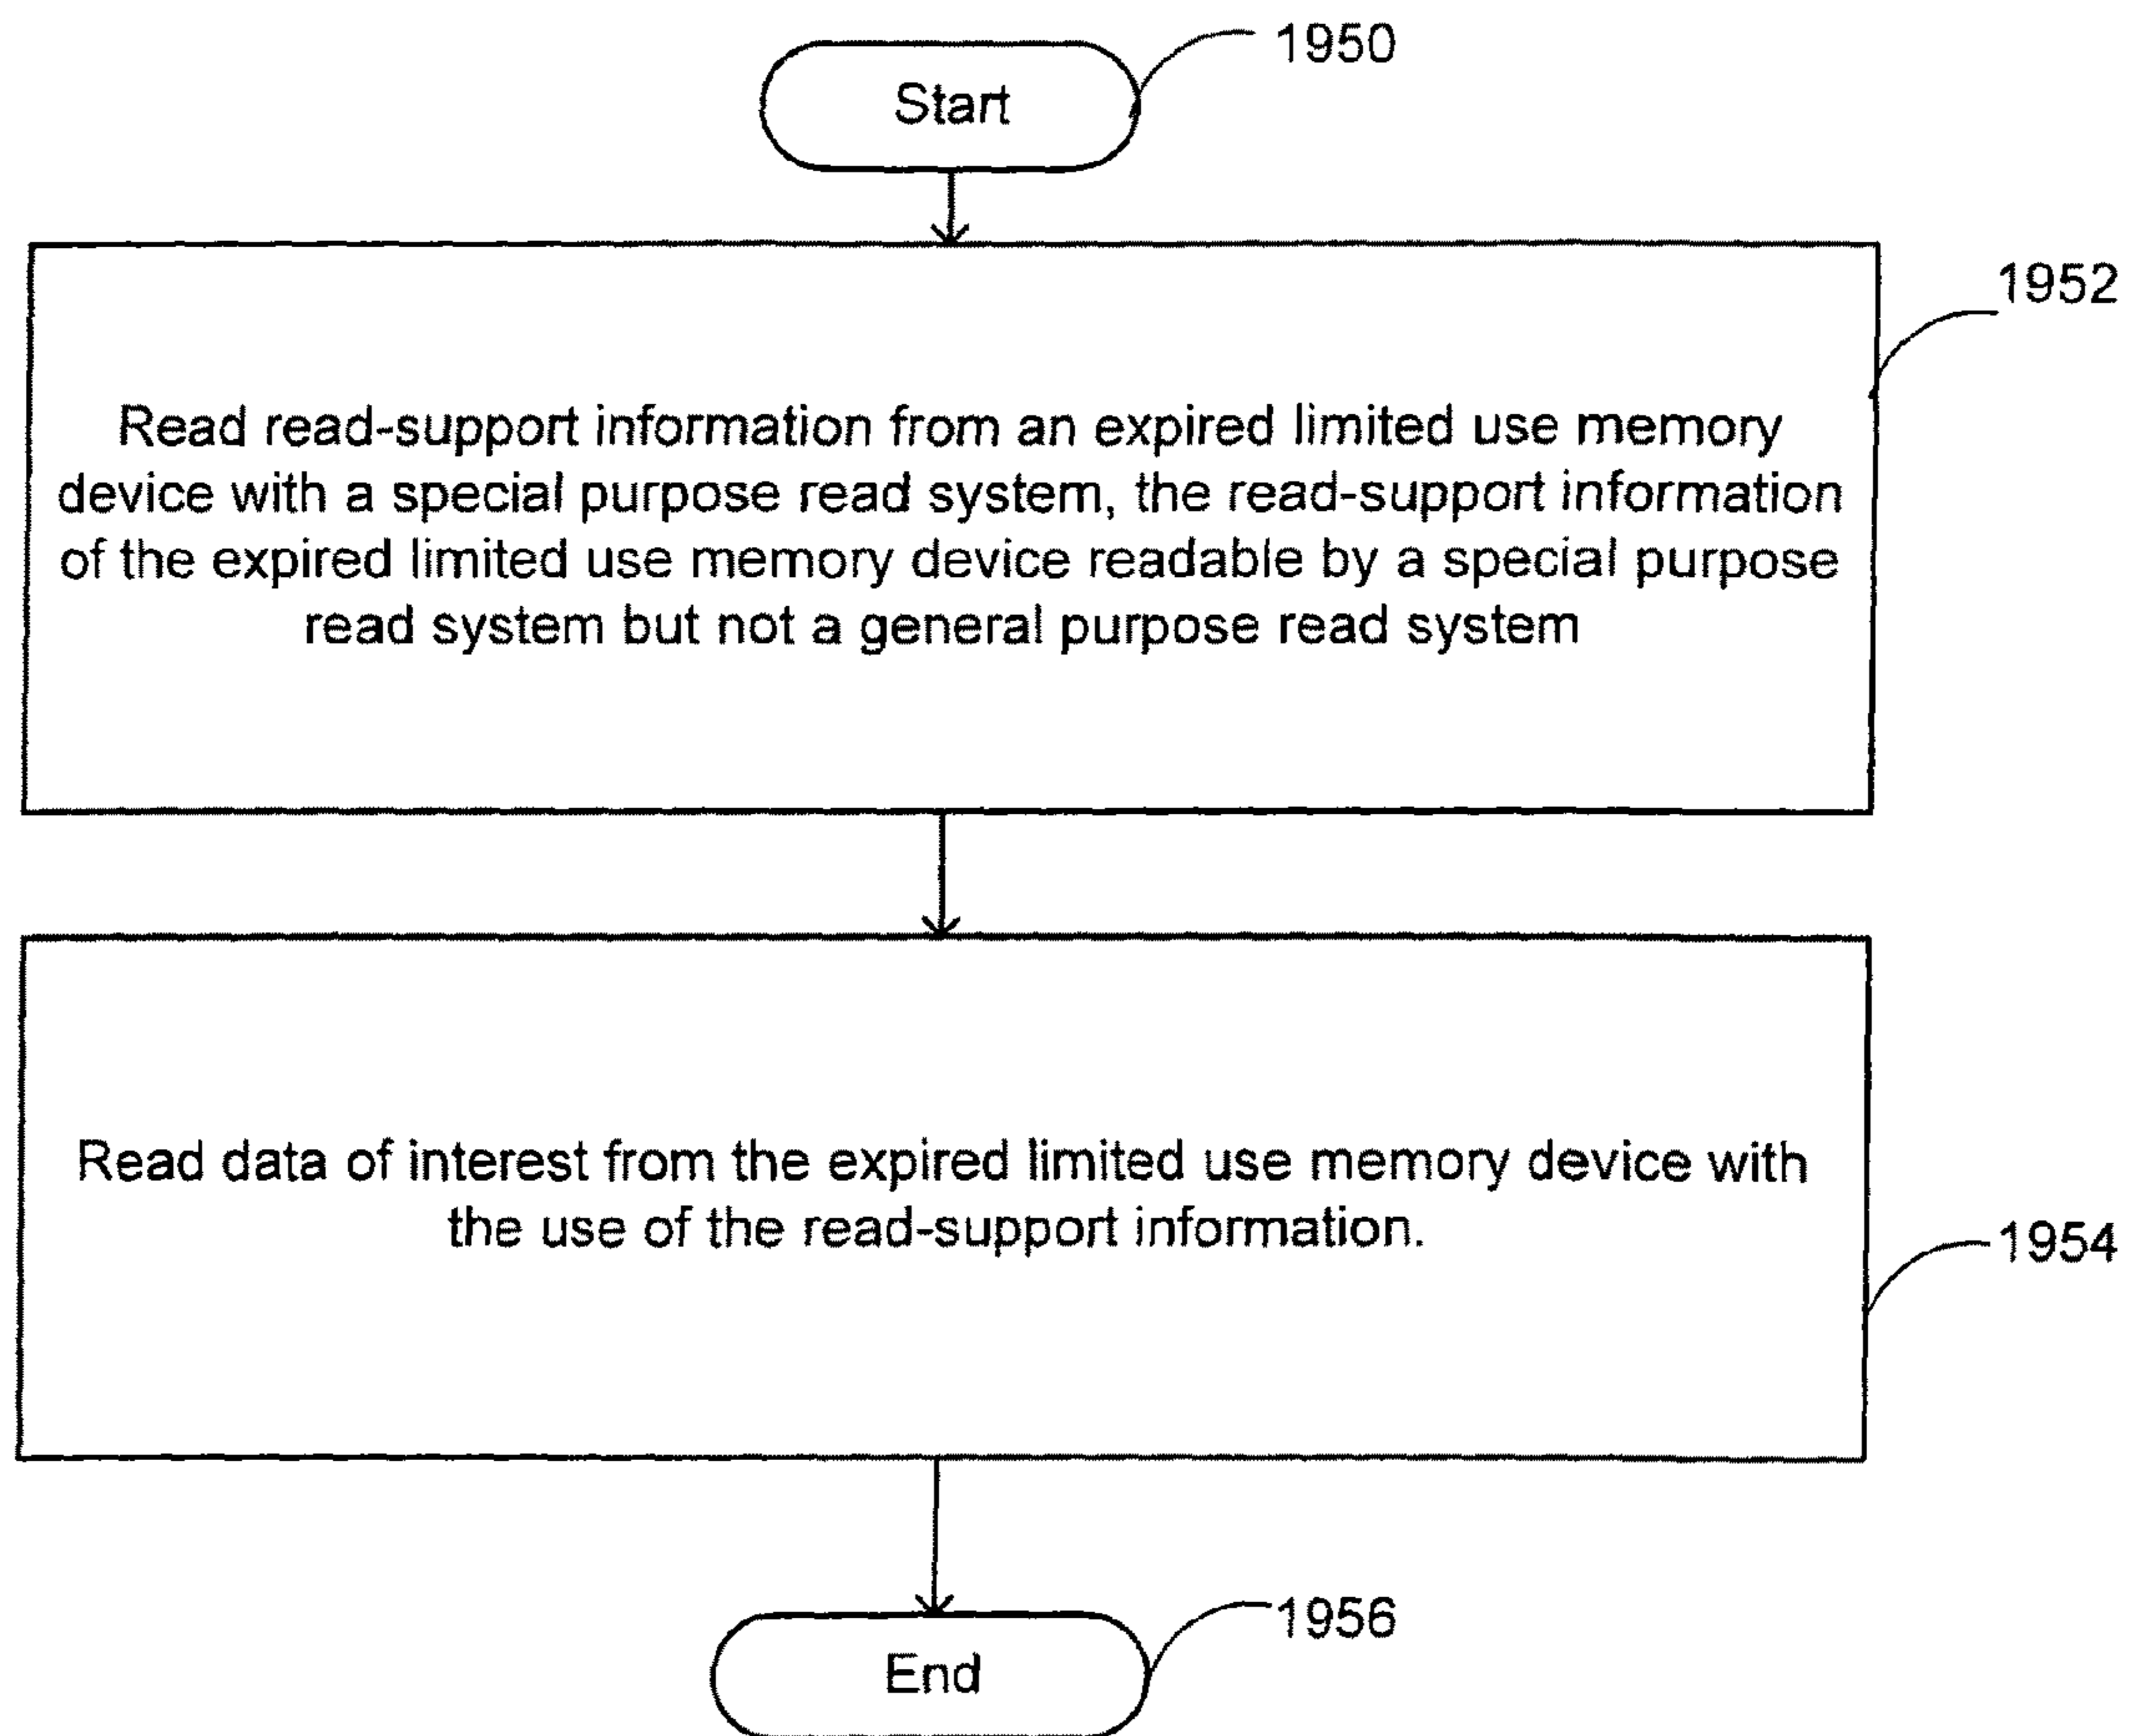 Start
1950
1952
Read read-support information from an expired limited use memory
device with a special purpose read system, the read-support information
of the expired limited use memory device readable by a special purpose
read system but not a general purpose read system
Read data of interest from the expired limited use memory device with
the use of the read-support information.
1954
1956
End